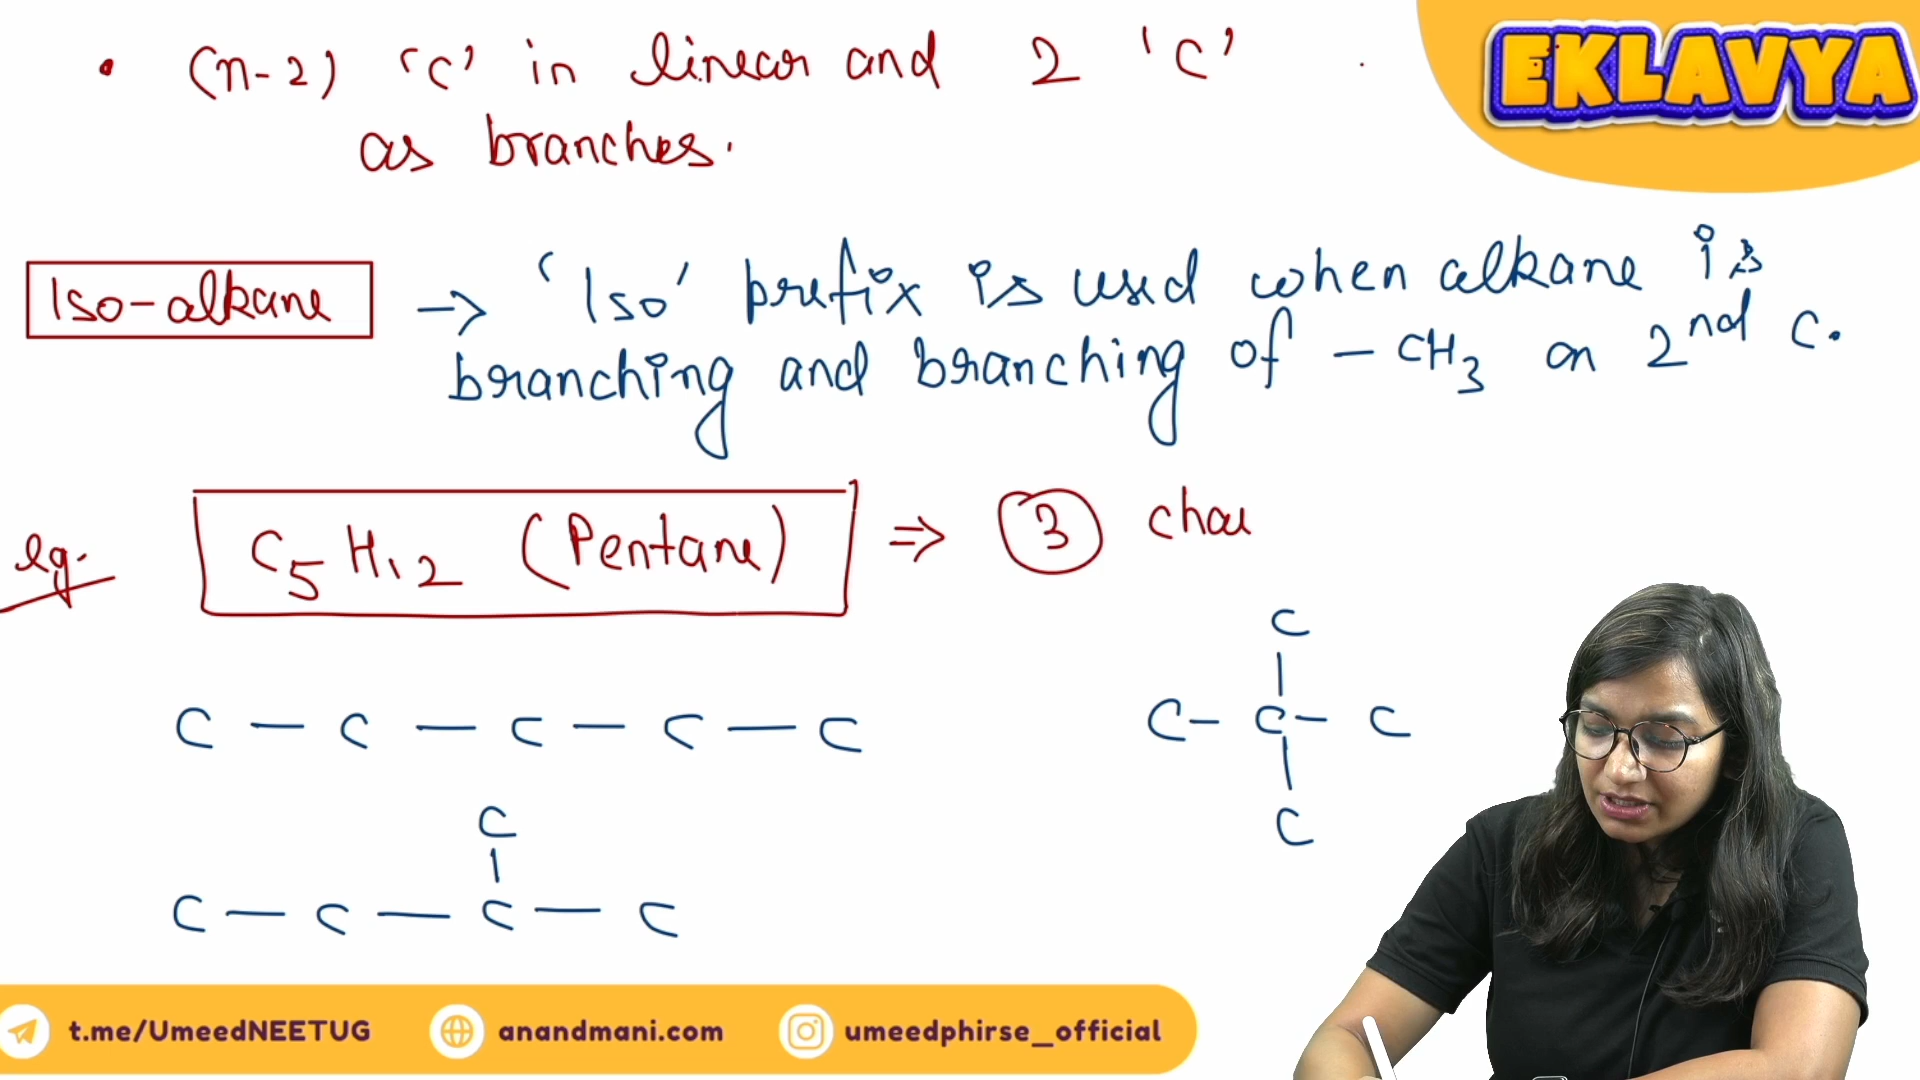 • (n-2) 'C' in linear and 2 'C'
as branches.
EKLAVYA
Iso-alkane → 'Iso' prefix is used when alkane is
branching and branching of - CH3 on 2nd C.
eg. C5H12 (Pentane) ⇒ 3 chai
C
C - C - C
C
C - C - C - C - C
C
C - C - C - C
t.me/UmeedNEETUG anandmani.com umeedphirse_official